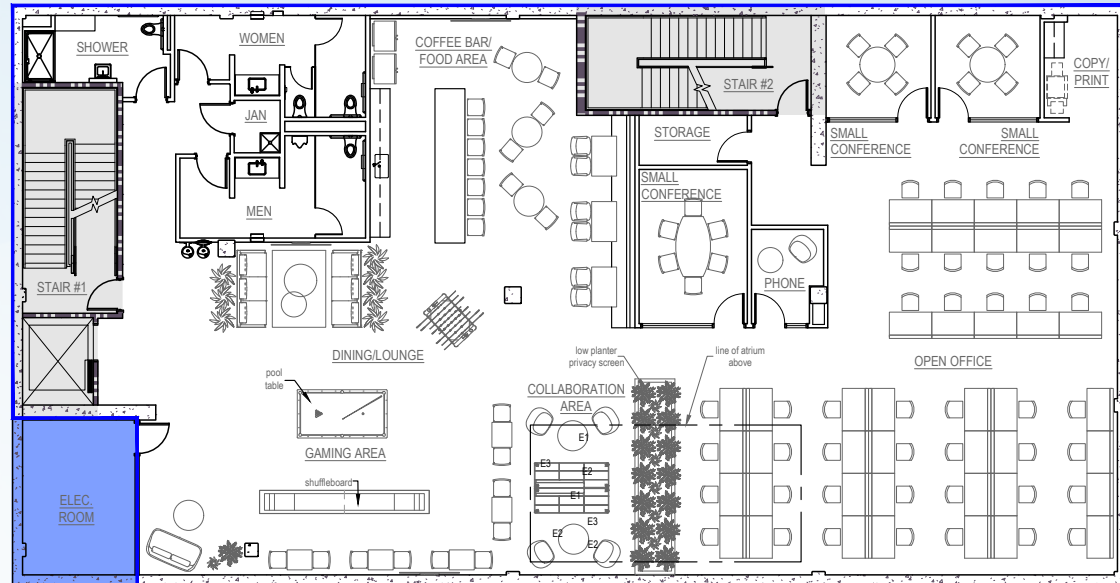 SHOWER
WOMEN
COFFEE BAR/
FOOD AREA
STAIR #2
COPY/
PRINT
JAN
STORAGE
SMALL
CONFERENCE
SMALL
CONFERENCE
SMALL
CONFERENCE
MEN
STAIR #1
PHONE
DINING/LOUNGE
low planter
privacy screen
line of atrium
above
OPEN OFFICE
pool
table
COLLABORATION
AREA
E1
GAMING AREA
E3
E2
shuffleboard
E1
ELEC.
ROOM
E3
E2
E2